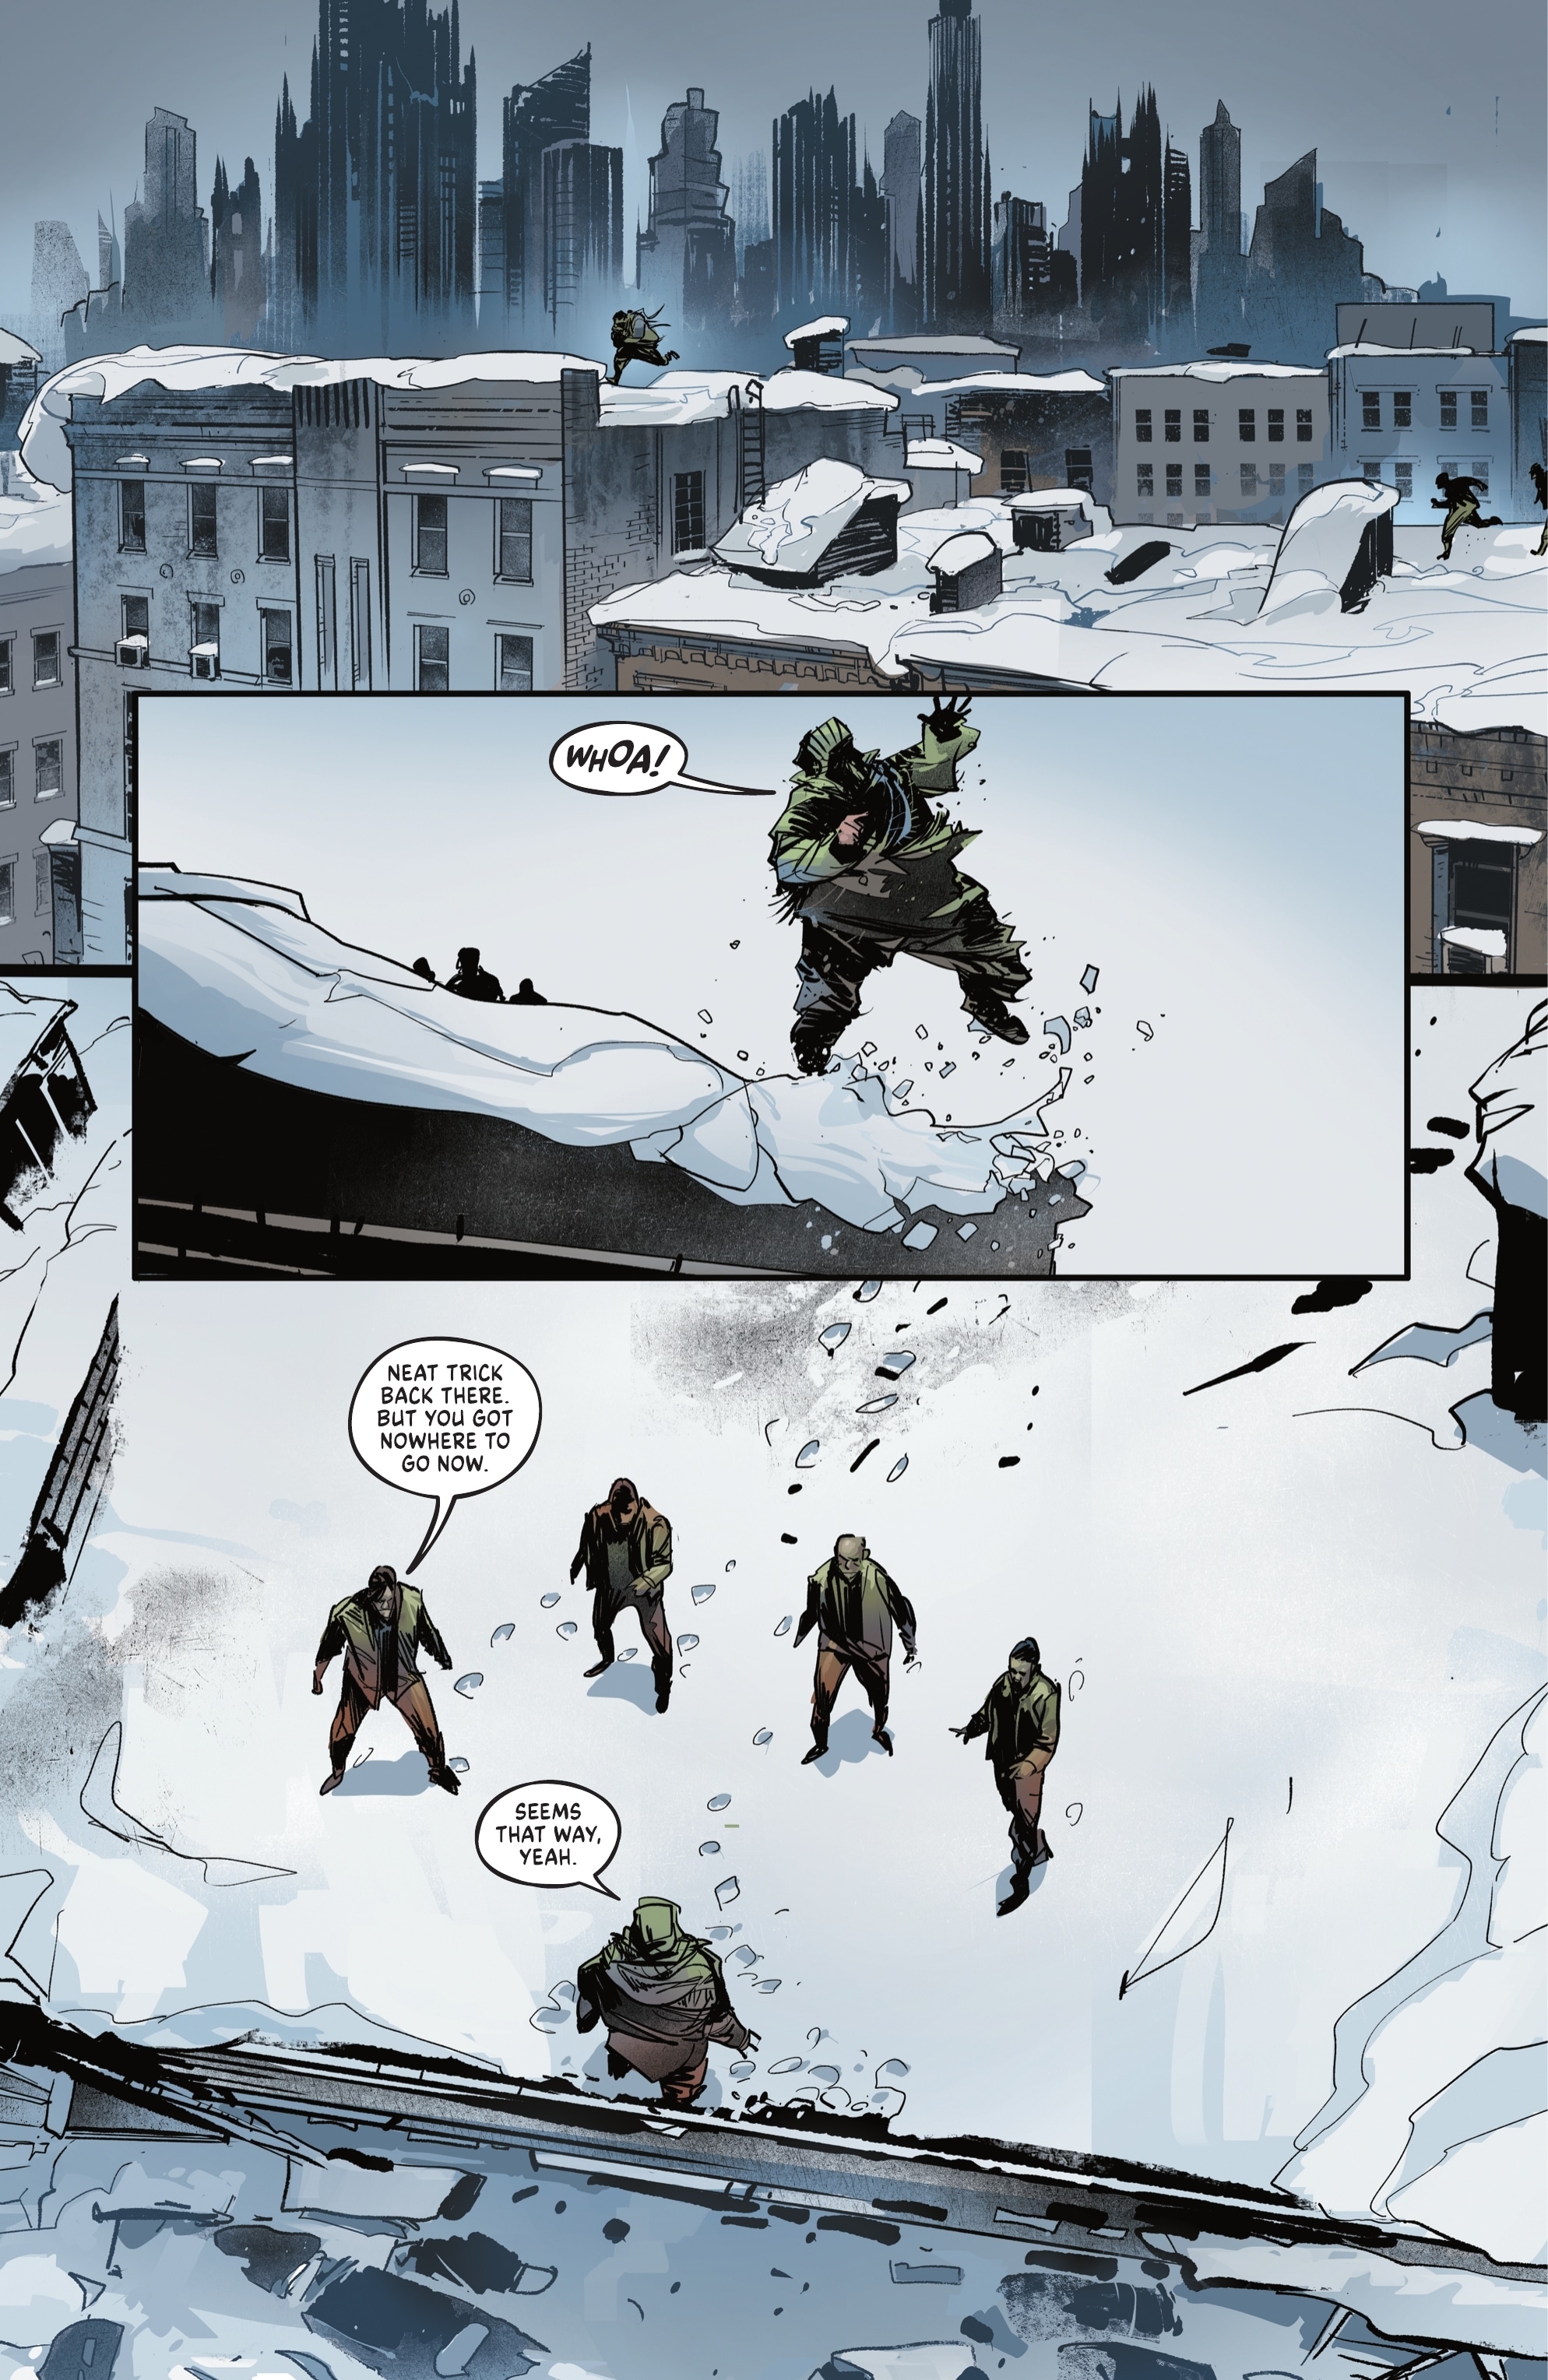 WHOA!
NEAT TRICK
BACK THERE.
BUT YOU GOT
NOWHERE TO
GO NOW.
SEEMS
THAT WAY,
YEAH.